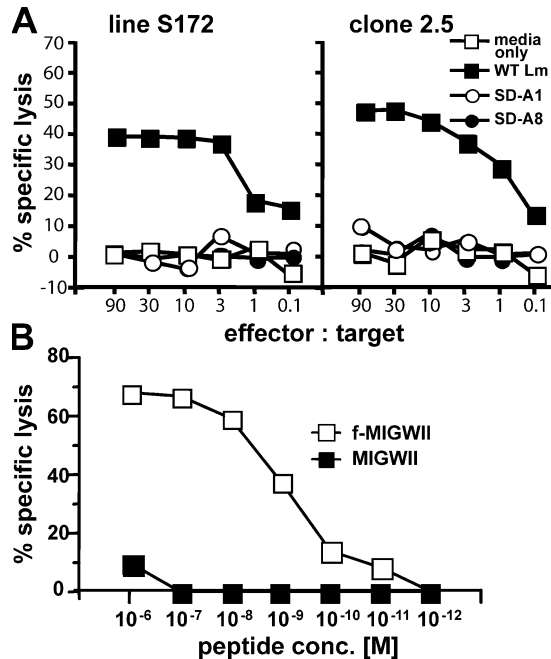 A
line S172
clone 2.5
media only
WT Lm
SD-A1
SD-A8
% specific lysis
70
60
50
40
30
20
10
0
-10
90 30 10 3 1 0.1
90 30 10 3 1 0.1
effector : target
B
% specific lysis
80
60
40
20
0
f-MIGWII
MIGWII
10-6 10-7 10-8 10-9 10-10 10-11 10-12
peptide conc. [M]